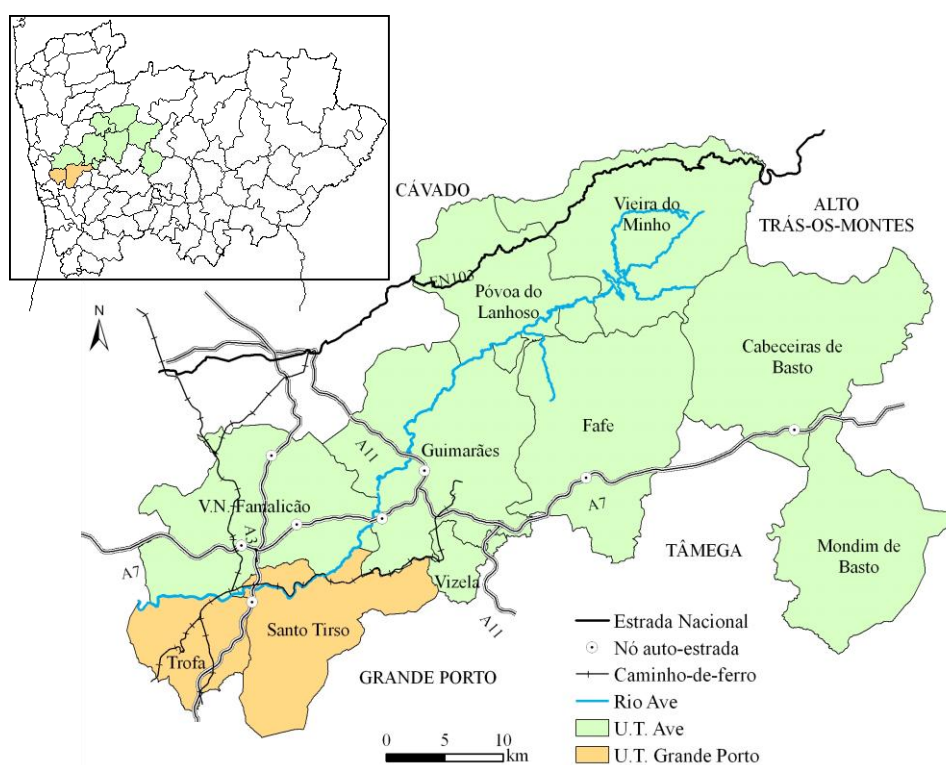 CÁVADO
Vieira do
Minho
ALTO
TRÁS-OS-MONTES
EN103
N
Póvoa do
Lanhoso
Cabeceiras de
Basto
Fafe
A11
Guimarães
V.N. Famalicão
A3
A7
A7
TÂMEGA
Mondim de
Basto
Vizela
A11
Santo Tirso
Trofa
GRANDE PORTO
Estrada Nacional
Nó auto-estrada
Caminho-de-ferro
Rio Ave
U.T. Ave
U.T. Grande Porto
0 5 10
km